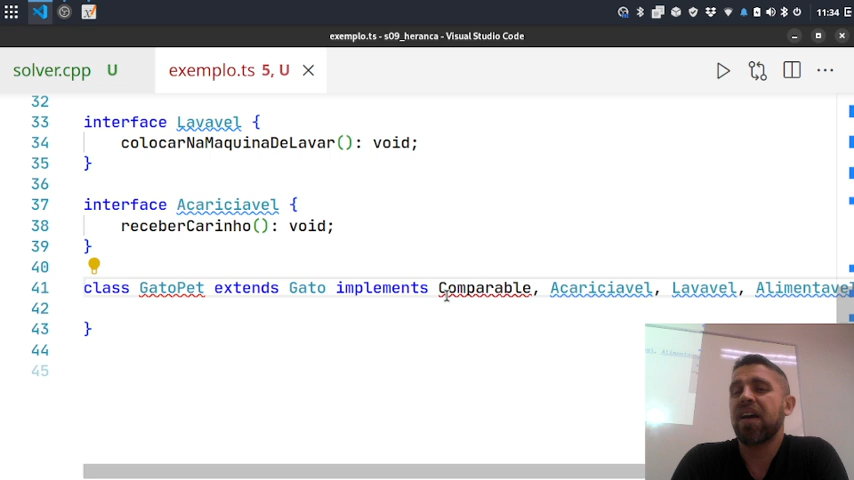 11:34
exemplo.ts - s09_heranca - Visual Studio Code
solver.cpp U exemplo.ts 5, U
32
33 interface Lavavel {
34 colocarNaMaquinaDeLavar(): void;
35 }
36
37 interface Acariciavel {
38 receberCarinho(): void;
39 }
40
41 class GatoPet extends Gato implements Comparable, Acariciavel, Lavavel, Alimentavel
42
43 }
44
45